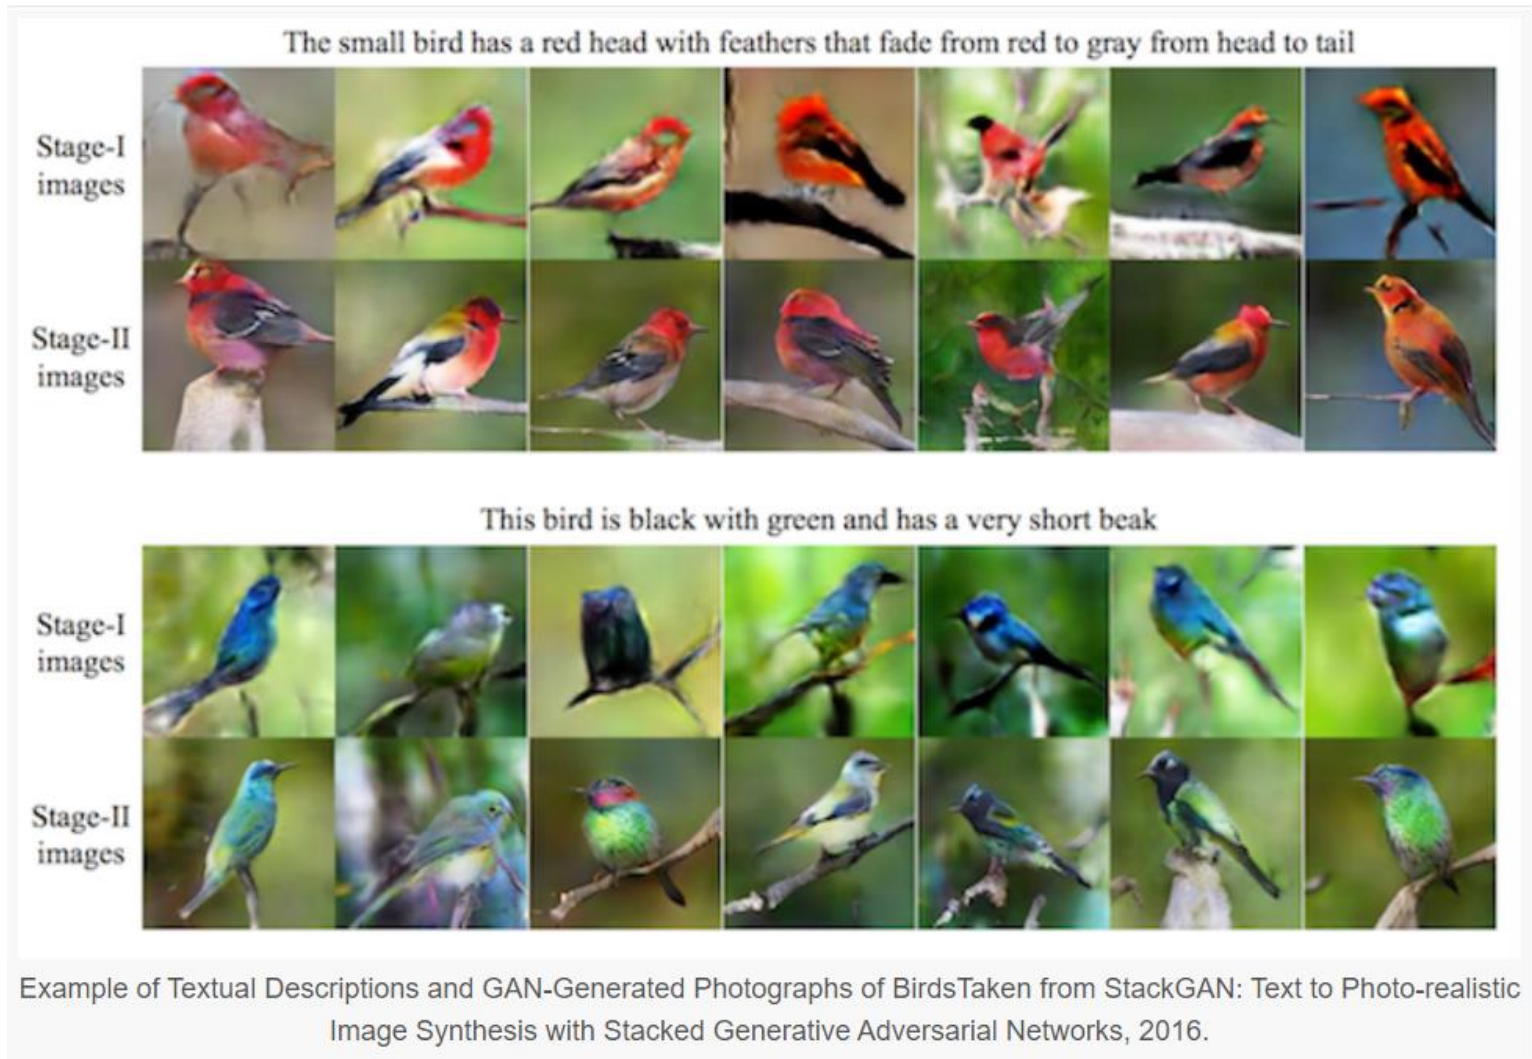 The small bird has a red head with feathers that fade from red to gray from head to tail
Stage-I
images
Stage-II
images
This bird is black with green and has a very short beak
Stage-I
images
Stage-II
images
Example of Textual Descriptions and GAN-Generated Photographs of BirdsTaken from StackGAN: Text to Photo-realistic
Image Synthesis with Stacked Generative Adversarial Networks, 2016.